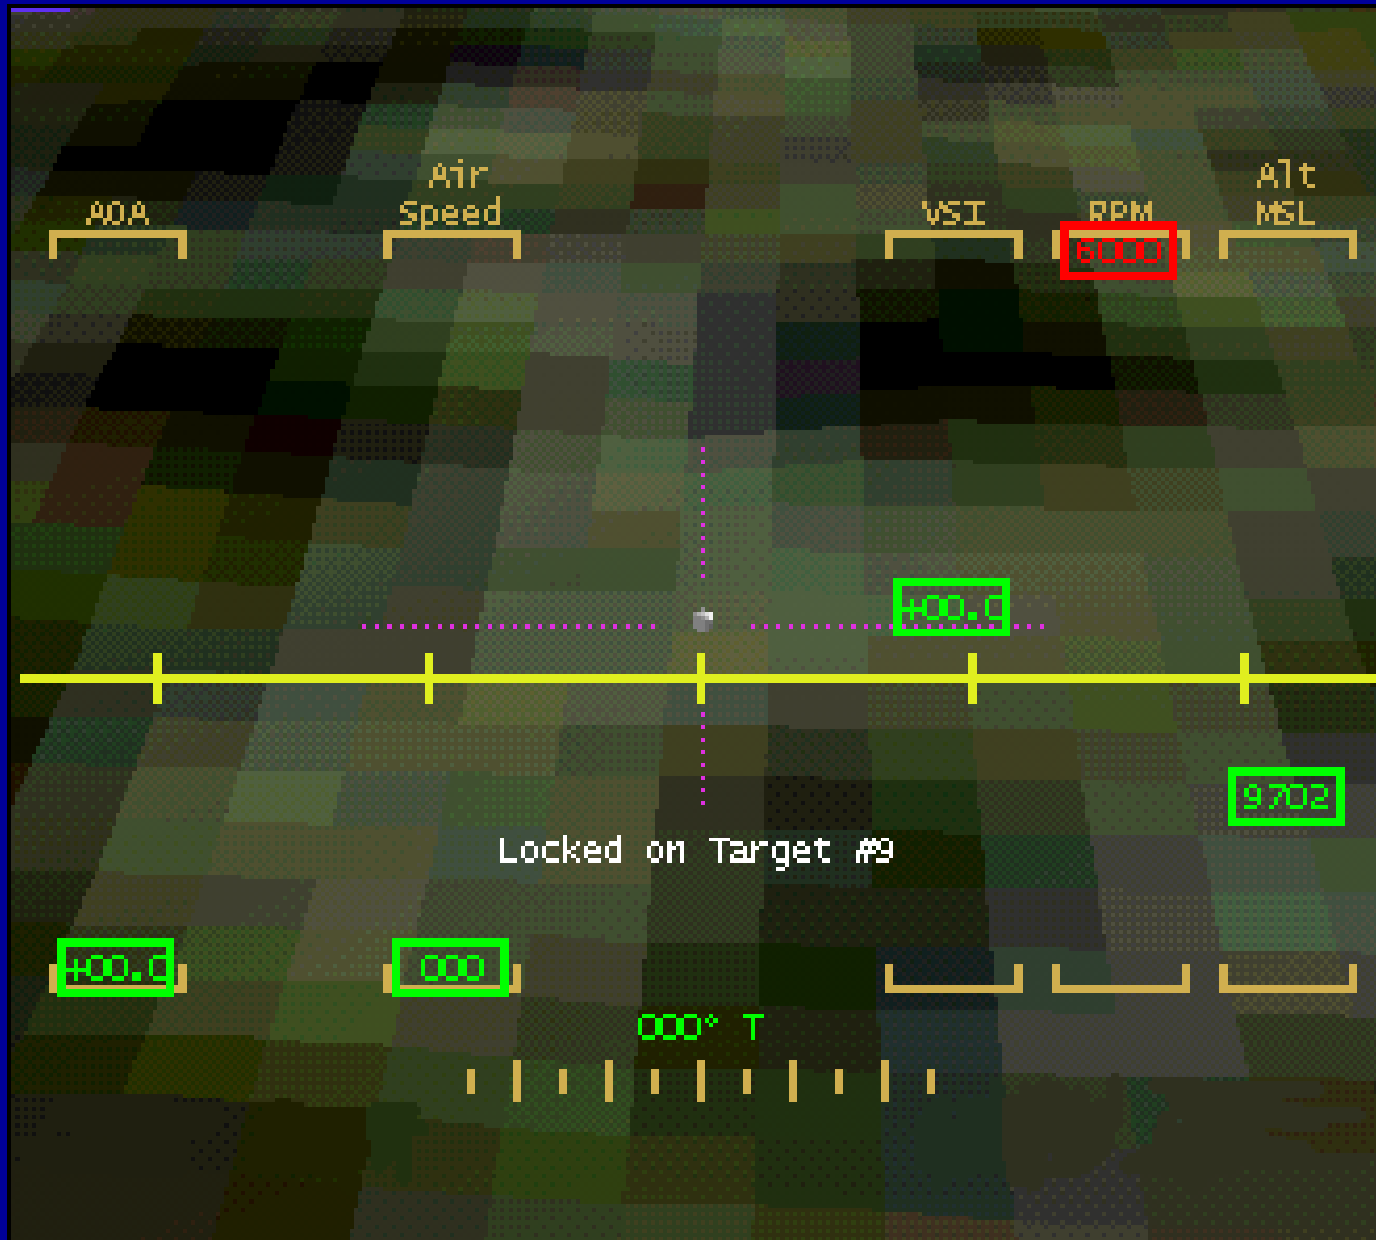 Air
Alt
AOA
Speed
VSI
RPM
MSL
6000
+00.0
9702
Locked on Target #9
+00.0
000
000° T